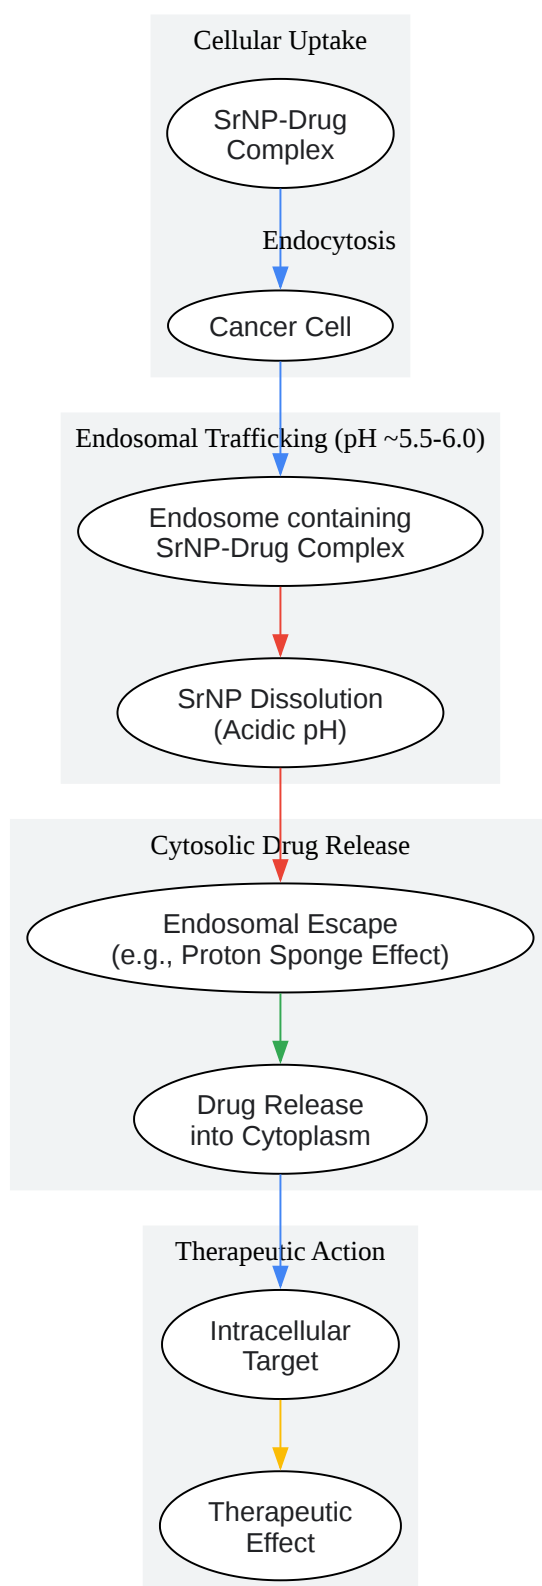 Cellular Uptake
SrNP-Drug
Complex
Endocytosis
Cancer Cell
Endosomal Trafficking (pH ~5.5-6.0)
Endosome containing
SrNP-Drug Complex
SrNP Dissolution
(Acidic pH)
Cytosolic Drug Release
Endosomal Escape
(e.g., Proton Sponge Effect)
Drug Release
into Cytoplasm
Therapeutic Action
Intracellular
Target
Therapeutic
Effect